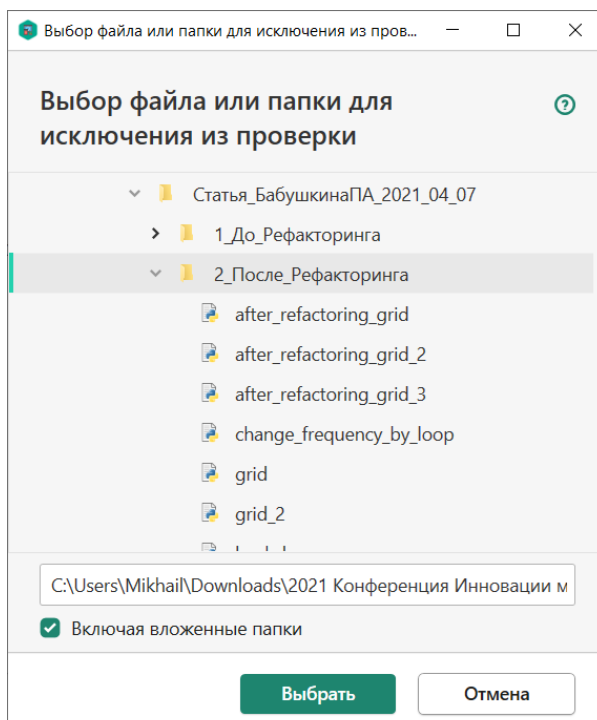 Выбор файла или папки для исключения из пров...
Выбор файла или папки для
исключения из проверки
Статья_БабушкинаПА_2021_04_07
1_До_Рефакторинга
2_После_Рефакторинга
after_refactoring_grid
after_refactoring_grid_2
after_refactoring_grid_3
change_frequency_by_loop
grid
grid_2
C:\Users\Mikhail\Downloads\2021 Конференция Инновации м
Включая вложенные папки
Выбрать
Отмена